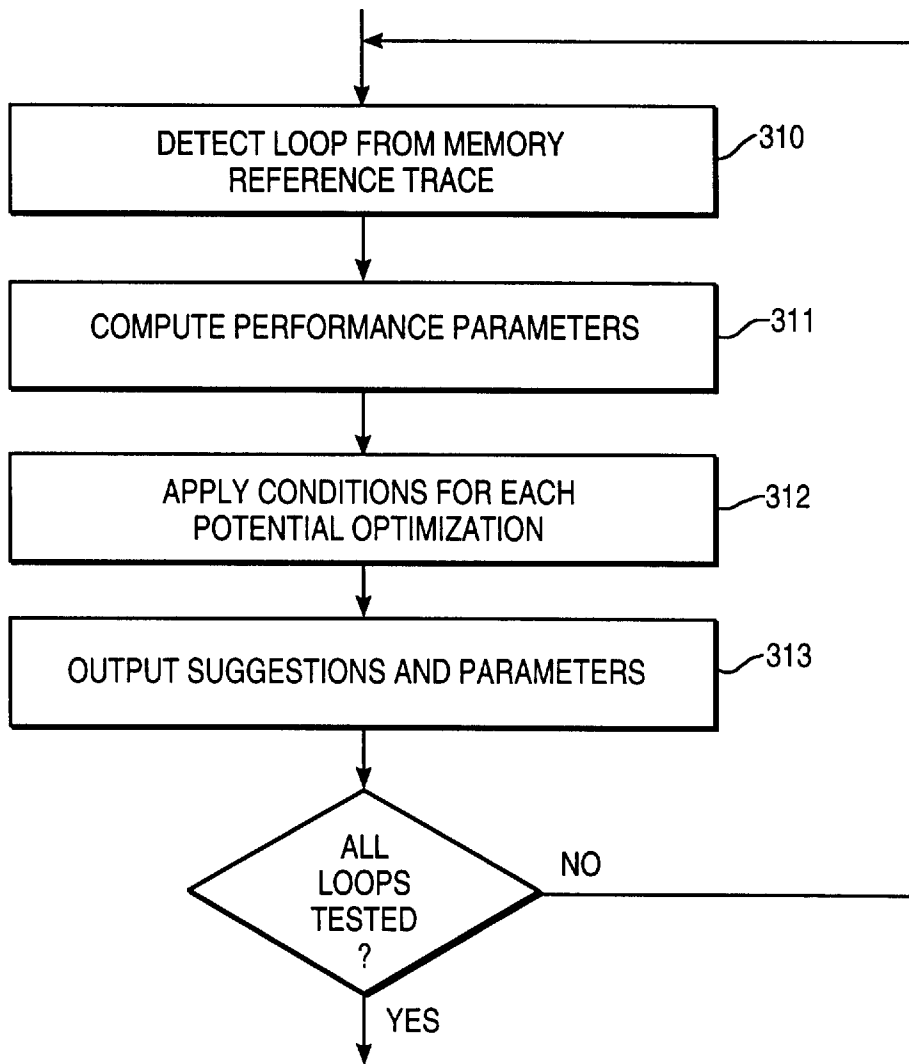 DETECT LOOP FROM MEMORY
REFERENCE TRACE
310
COMPUTE PERFORMANCE PARAMETERS
311
APPLY CONDITIONS FOR EACH
POTENTIAL OPTIMIZATION
312
OUTPUT SUGGESTIONS AND PARAMETERS
313
ALL
LOOPS
TESTED
?
NO
YES